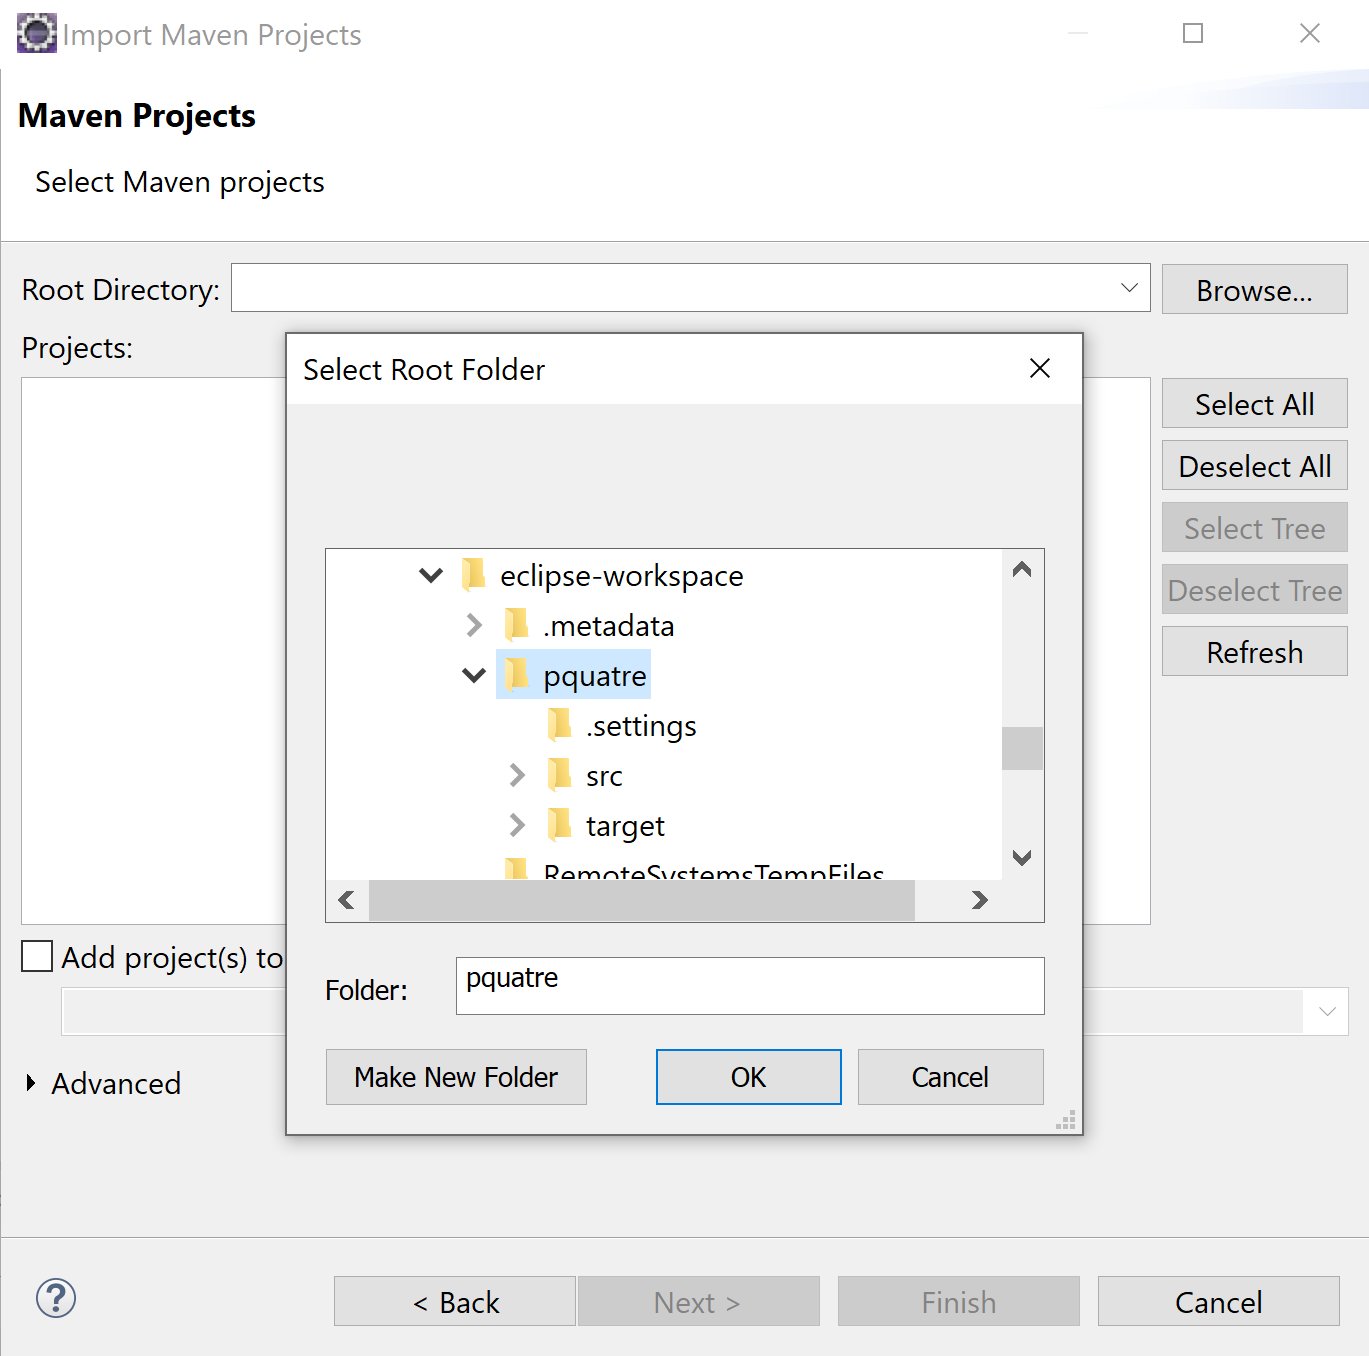 Import Maven Projects
Maven Projects
Select Maven projects
Root Directory:
Browse...
Projects:
Select Root Folder
Select All
Deselect All
Select Tree
Deselect Tree
Refresh
eclipse-workspace
.metadata
pquatre
.settings
src
target
RemoteSystemsTempFiles
Add project(s) to
Folder:
pquatre
Make New Folder
OK
Cancel
Advanced
?
< Back
Next >
Finish
Cancel